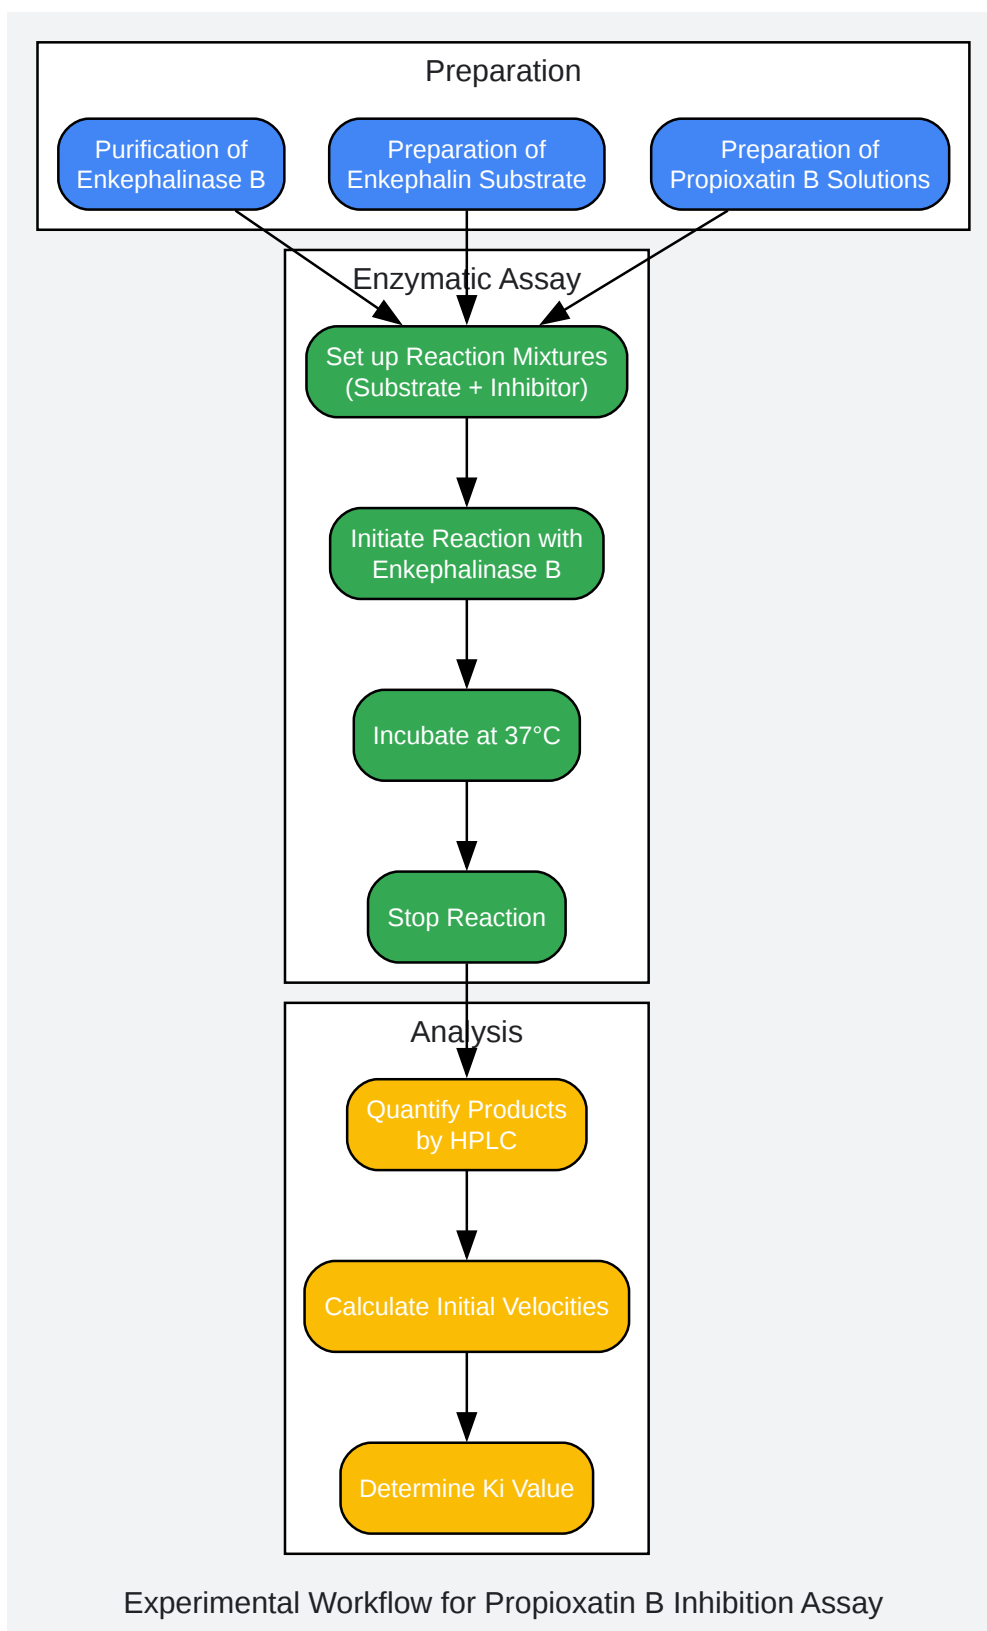 Preparation
Purification of
Enkephalinase B
Preparation of
Enkephalin Substrate
Preparation of
Propioxatin B Solutions
Enzymatic Assay
Set up Reaction Mixtures
(Substrate + Inhibitor)
Initiate Reaction with
Enkephalinase B
Incubate at 37°C
Stop Reaction
Analysis
Quantify Products
by HPLC
Calculate Initial Velocities
Determine Ki Value
Experimental Workflow for Propioxatin B Inhibition Assay